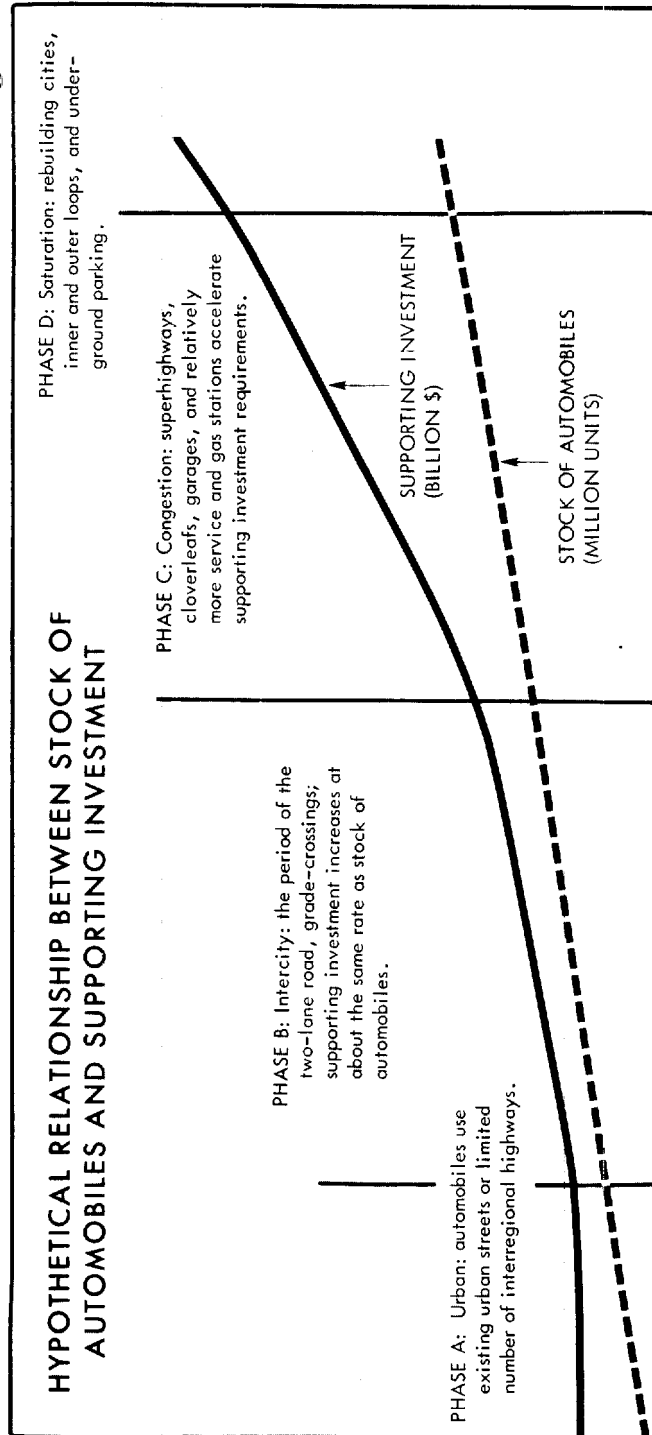 HYPOTHETICAL RELATIONSHIP BETWEEN STOCK OF
AUTOMOBILES AND SUPPORTING INVESTMENT
PHASE A: Urban: automobiles use
existing urban streets or limited
number of interregional highways.
PHASE B: Intercity: the period of the
two-lane road, grade-crossings;
supporting investment increases at
about the same rate as stock of
automobiles.
PHASE C: Congestion: superhighways,
cloverleafs, garages, and relatively
more service and gas stations accelerate
supporting investment requirements.
PHASE D: Saturation: rebuilding cities,
inner and outer loops, and under-
ground parking.
SUPPORTING INVESTMENT
(BILLION $)
STOCK OF AUTOMOBILES
(MILLION UNITS)